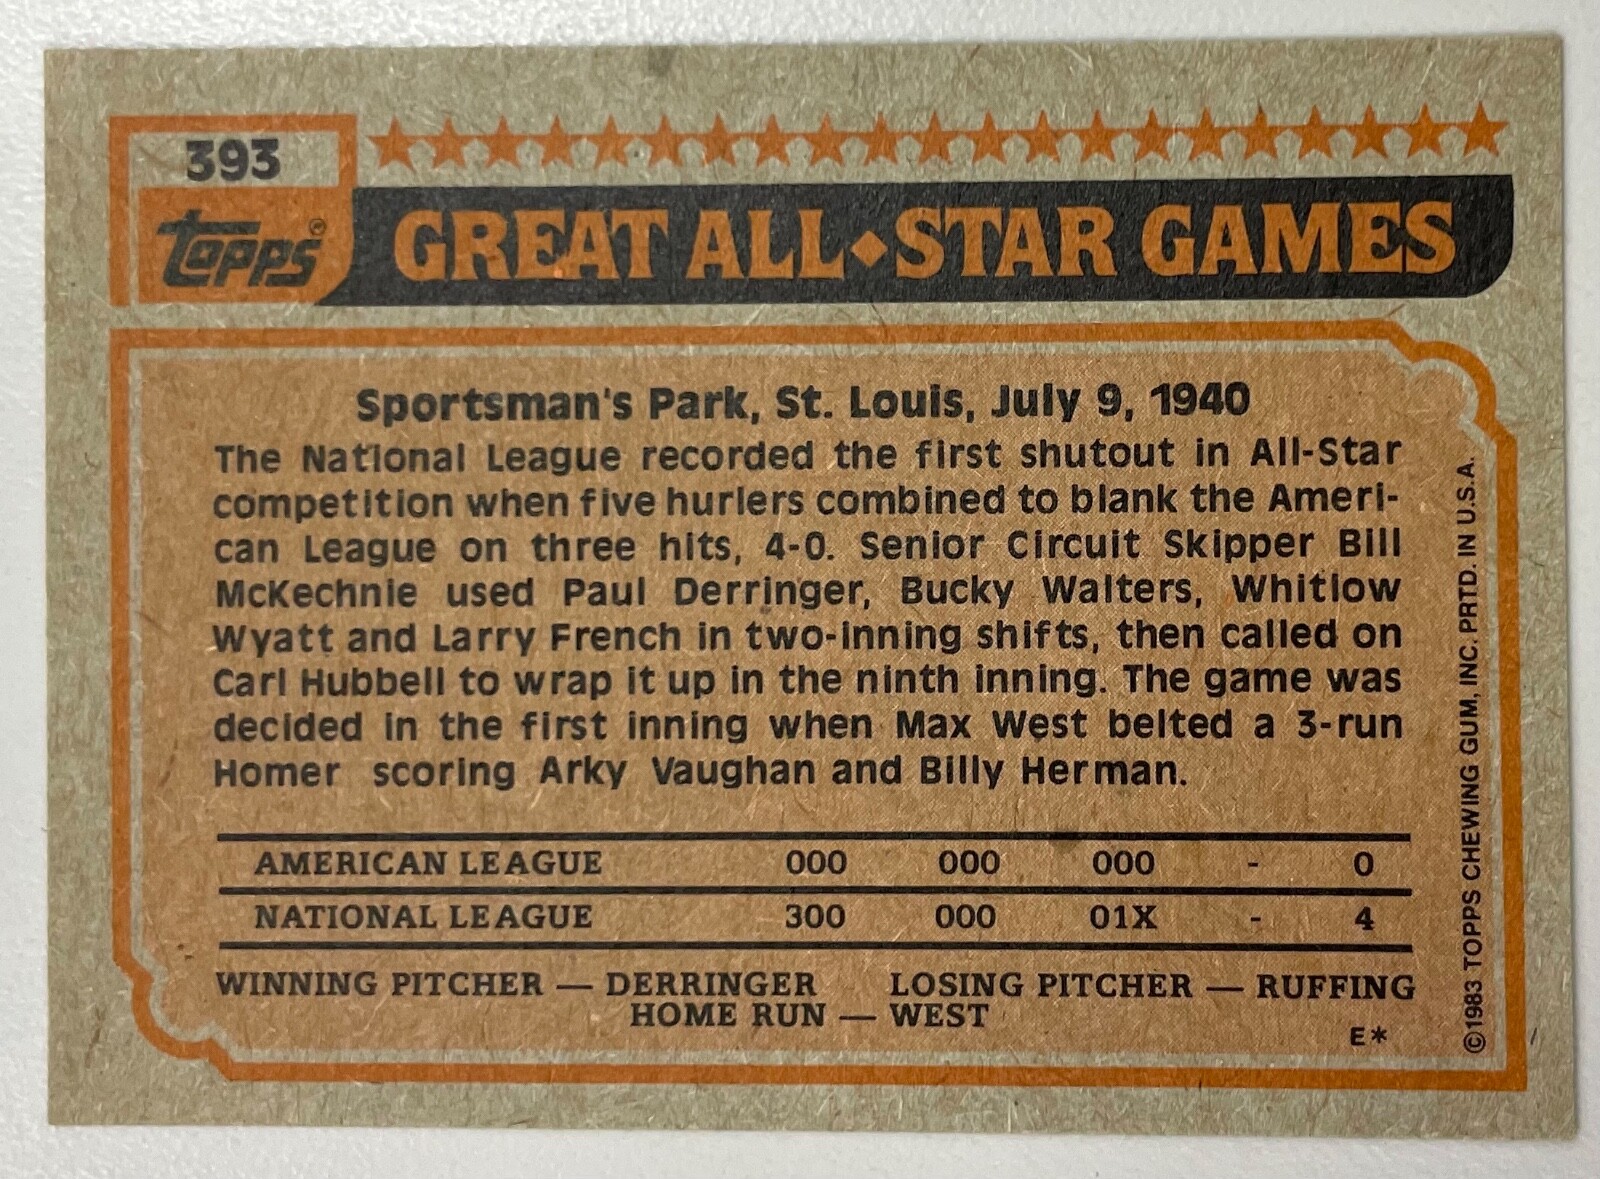 393
Topps®
GREAT ALL◆STAR GAMES
Sportsman's Park, St. Louis, July 9, 1940
The National League recorded the first shutout in All-Star
competition when five hurlers combined to blank the Ameri-
can League on three hits, 4-0. Senior Circuit Skipper Bill
McKechnie used Paul Derringer, Bucky Walters, Whitlow
Wyatt and Larry French in two-inning shifts, then called on
Carl Hubbell to wrap it up in the ninth inning. The game was
decided in the first inning when Max West belted a 3-run
Homer scoring Arky Vaughan and Billy Herman.
AMERICAN LEAGUE 000 000 000 - 0
NATIONAL LEAGUE 300 000 01X - 4
WINNING PITCHER — DERRINGER LOSING PITCHER — RUFFING
HOME RUN — WEST
E*
©1983 TOPPS CHEWING GUM, INC. PRTD. IN U.S.A.